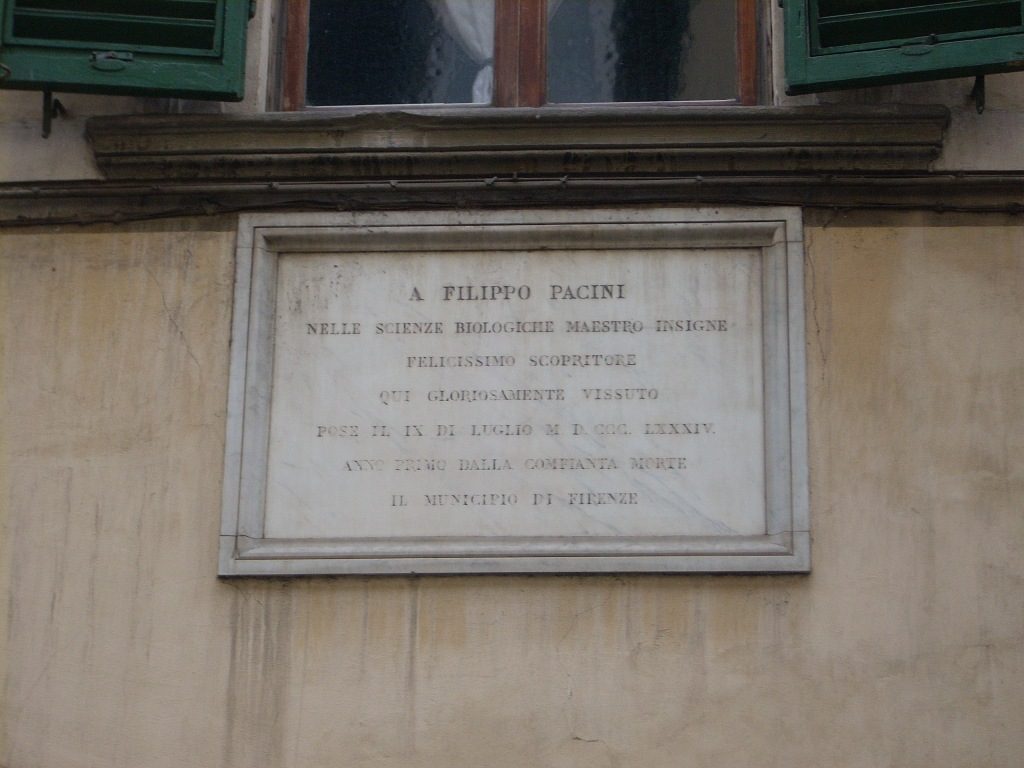 A FILIPPO PACINI
NELLE SCIENZE BIOLOGICHE MAESTRO INSIGNE
FELICISSIMO SCOPRITORE
QUI GLORIOSAMENTE VISSUTO
POSE IL IX DI LUGLIO M. D. CCC. LXXXIV.
ANNO PRIMO DALLA COMPIANTA MORTE
IL MUNICIPIO DI FIRENZE